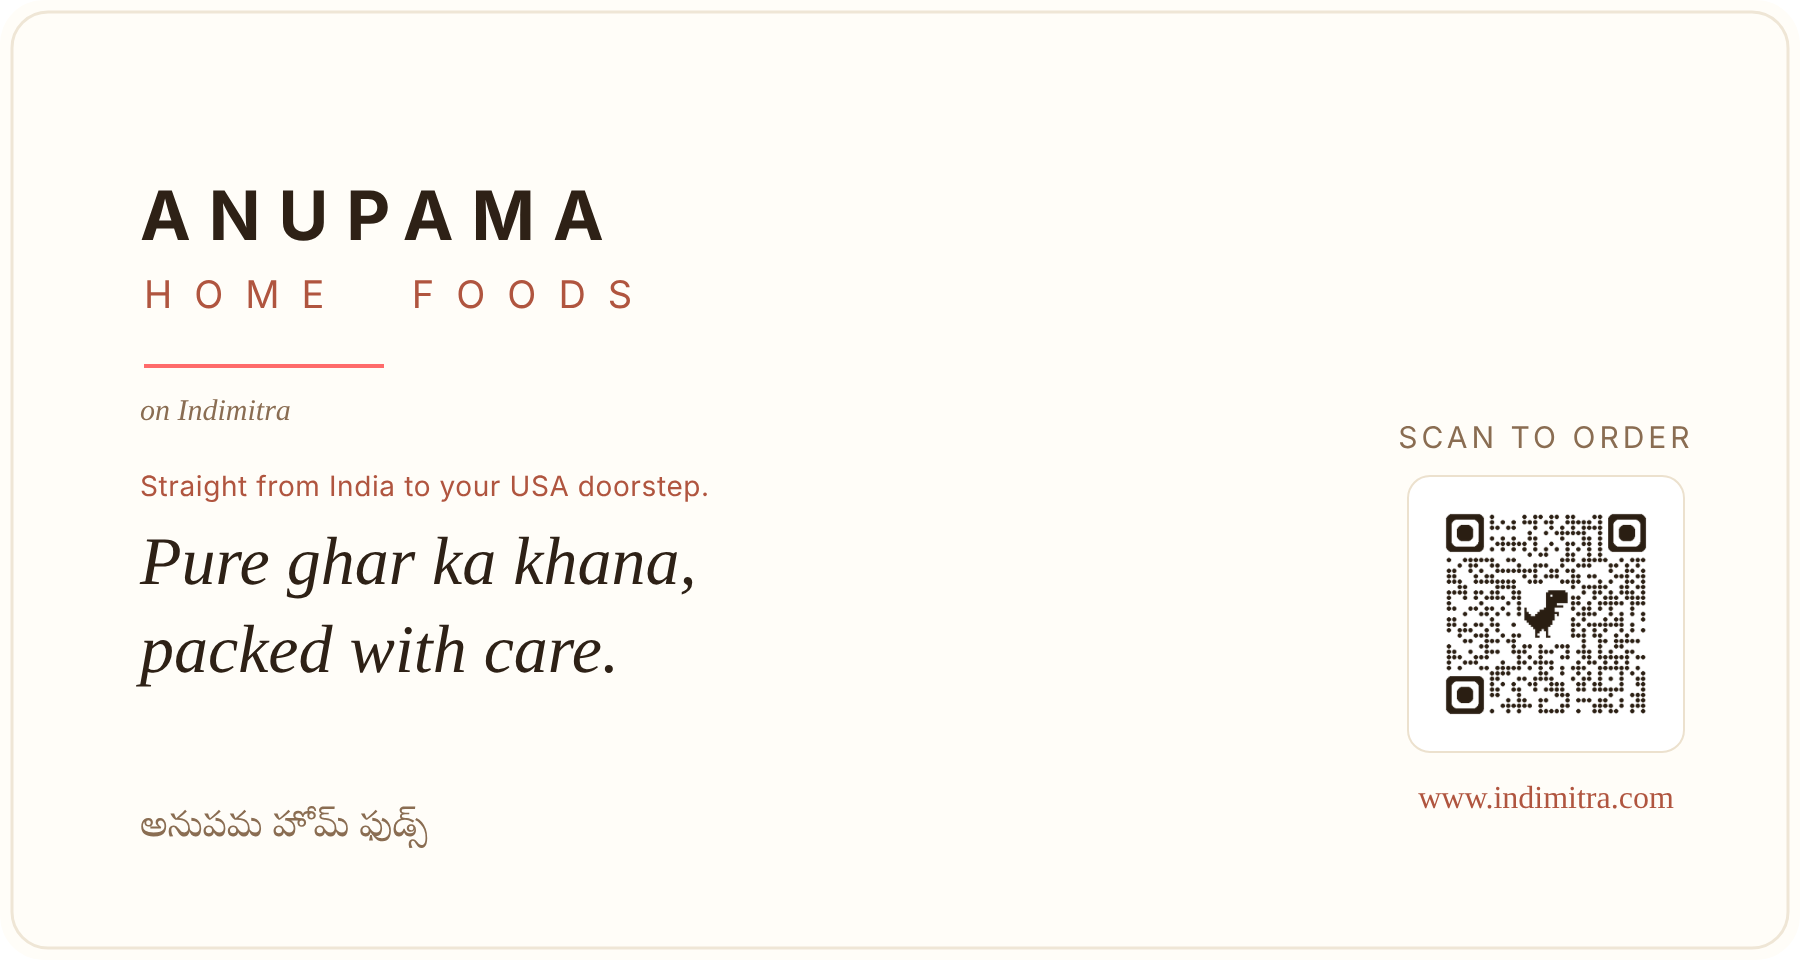 ANUPAMA
HOME FOODS
on Indimitra
Straight from India to your USA doorstep.
Pure ghar ka khana,
packed with care.
అనుపమ హోమ్ ఫుడ్స్
SCAN TO ORDER
www.indimitra.com